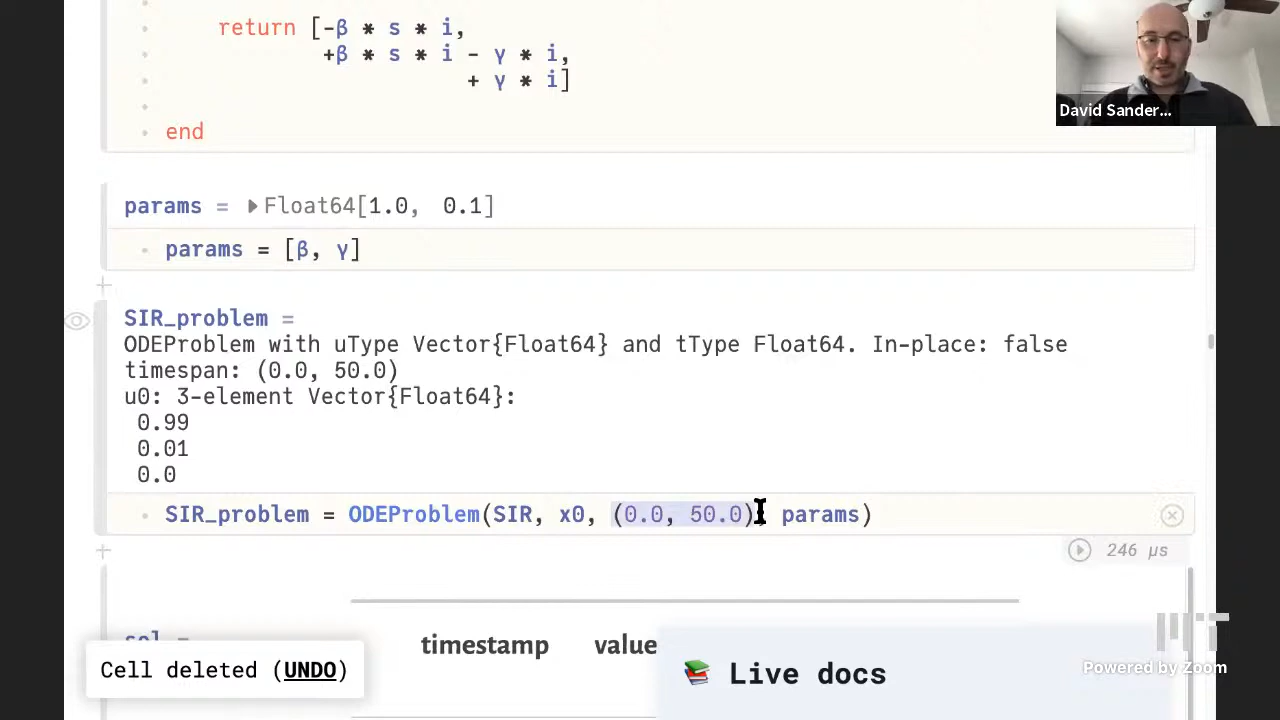 return [-β * s * i,
+β * s * i - γ * i,
+ γ * i]
end
David Sander...
params = Float64[1.0, 0.1]
params = [β, γ]
SIR_problem =
ODEProblem with uType Vector{Float64} and tType Float64. In-place: false
timespan: (0.0, 50.0)
u0: 3-element Vector{Float64}:
0.99
0.01
0.0
SIR_problem = ODEProblem(SIR, x0, (0.0, 50.0), params)
246 μs
sol =
timestamp value
Cell deleted (UNDO)
Live docs
MIT
Powered by Zoom